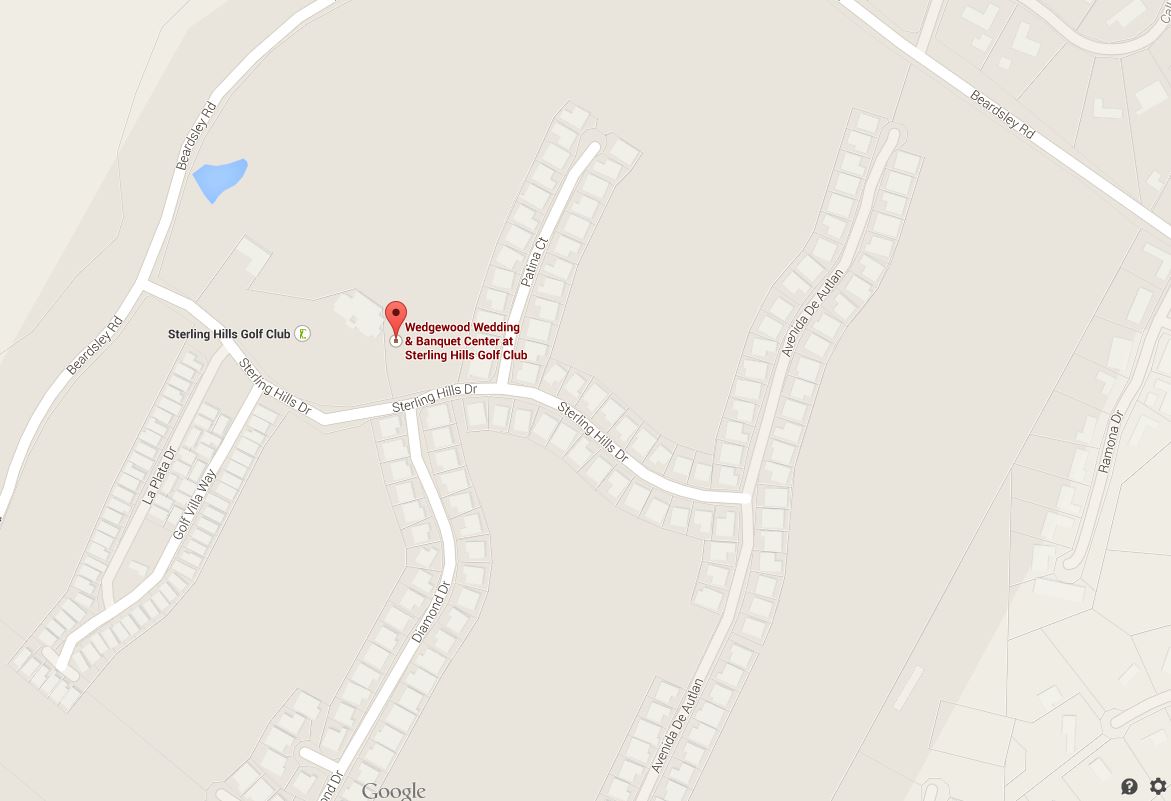 Beardsley Rd
Beardsley Rd
Patina Ct
Avenida De Autlan
Sterling Hills Golf Club
Wedgewood Wedding
& Banquet Center at
Sterling Hills Golf Club
Beardsley Rd
Sterling Hills Dr
Sterling Hills Dr
Sterling Hills Dr
Ramona Dr
La Plata Dr
Golf Villa Way
Diamond Dr
Avenida De Autlan
ond Dr
Google